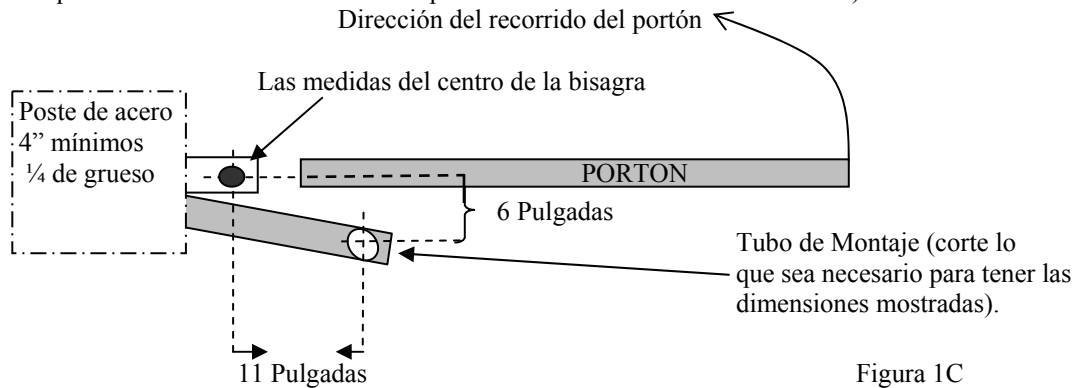 Dirección del recorrido del portón
Las medidas del centro de la bisagra
Poste de acero
4” mínimos
¼ de grueso
PORTON
6 Pulgadas
Tubo de Montaje (corte lo
que sea necesario para tener las
dimensiones mostradas).
11 Pulgadas
Figura 1C